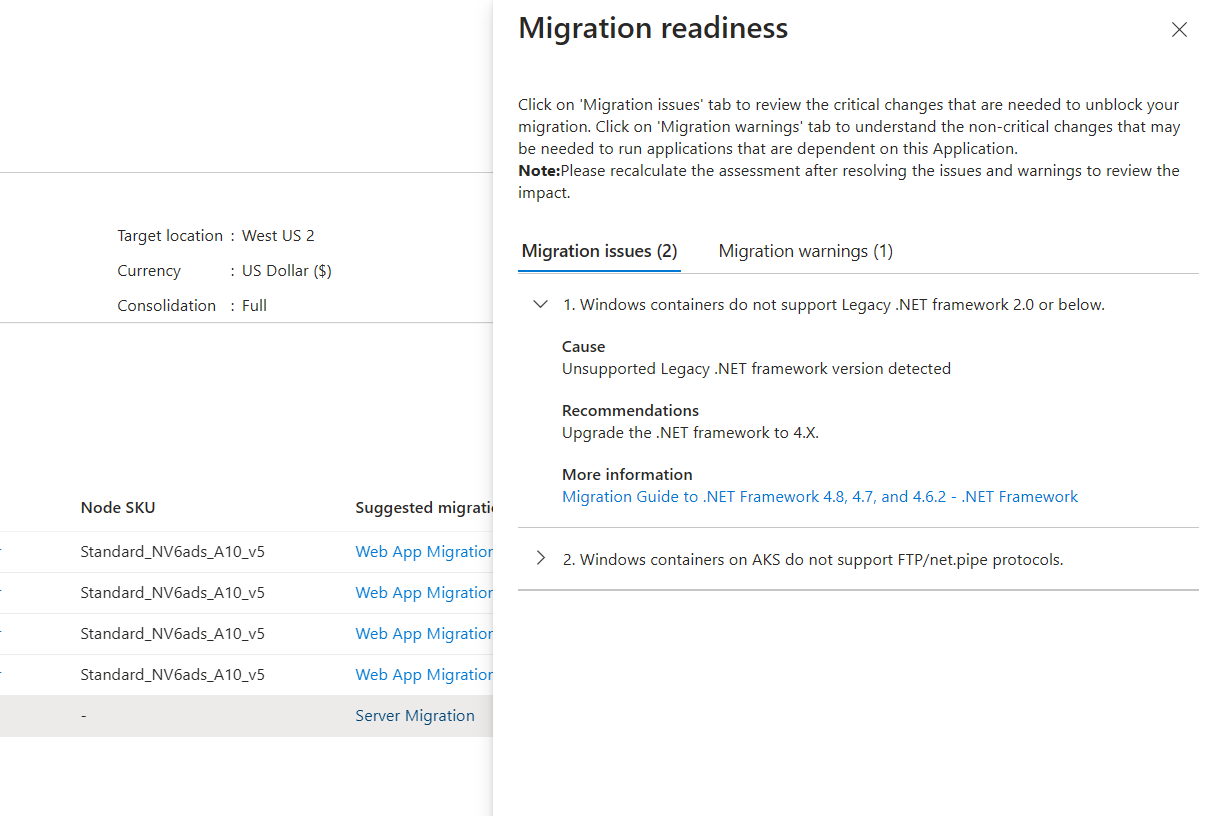 Migration readiness
Click on 'Migration issues' tab to review the critical changes that are needed to unblock your
migration. Click on 'Migration warnings' tab to understand the non-critical changes that may
be needed to run applications that are dependent on this Application.
Note:Please recalculate the assessment after resolving the issues and warnings to review the
impact.
Target location : West US 2
Currency : US Dollar ($)
Consolidation : Full
Migration issues (2) Migration warnings (1)
1. Windows containers do not support Legacy .NET framework 2.0 or below.
Cause
Unsupported Legacy .NET framework version detected
Recommendations
Upgrade the .NET framework to 4.X.
More information
Migration Guide to .NET Framework 4.8, 4.7, and 4.6.2 - .NET Framework
2. Windows containers on AKS do not support FTP/net.pipe protocols.
Node SKU Suggested migratio
Standard_NV6ads_A10_v5 Web App Migration
Standard_NV6ads_A10_v5 Web App Migration
Standard_NV6ads_A10_v5 Web App Migration
Standard_NV6ads_A10_v5 Web App Migration
- Server Migration